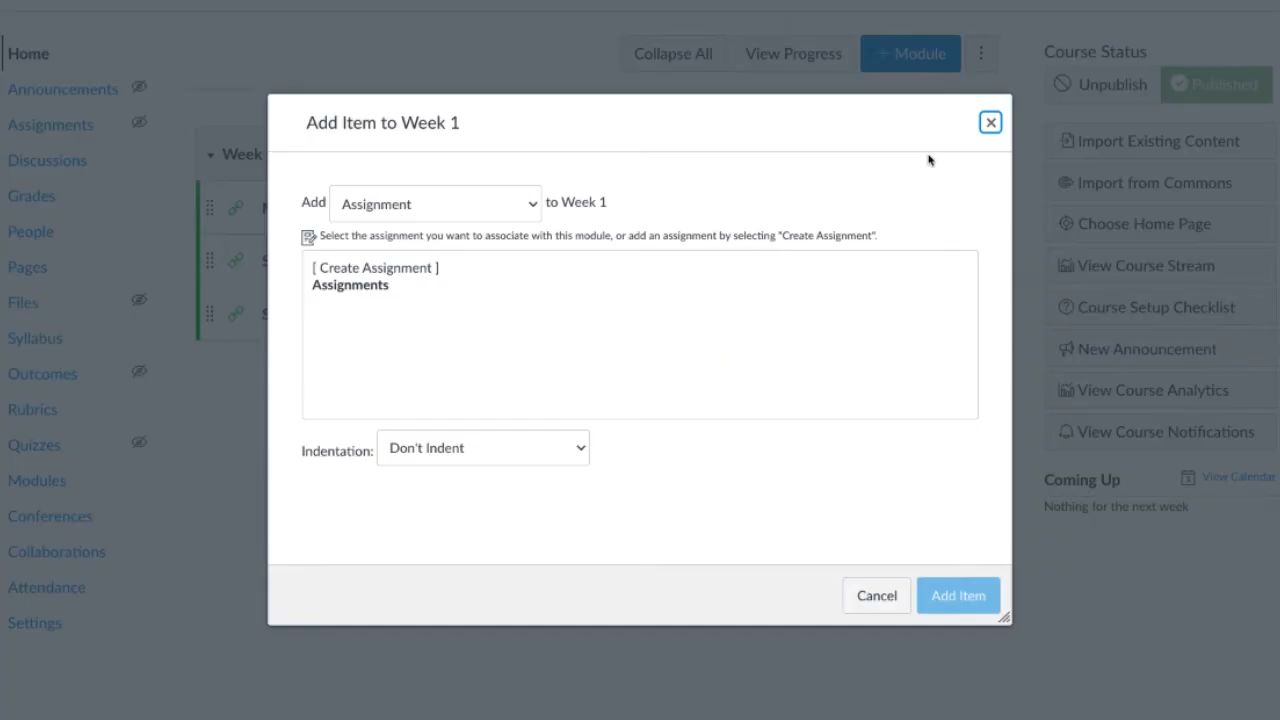 Home
Announcements
Assignments
Discussions
Grades
People
Pages
Files
Syllabus
Outcomes
Rubrics
Quizzes
Modules
Conferences
Collaborations
Attendance
Settings
Collapse All
View Progress
+ Module
Week
Add Item to Week 1
Add Assignment to Week 1
Select the assignment you want to associate with this module, or add an assignment by selecting "Create Assignment".
[ Create Assignment ]
Assignments
Indentation: Don't Indent
Cancel
Add Item
Course Status
Unpublish
Published
Import Existing Content
Import from Commons
Choose Home Page
View Course Stream
Course Setup Checklist
New Announcement
View Course Analytics
View Course Notifications
Coming Up
View Calendar
Nothing for the next week